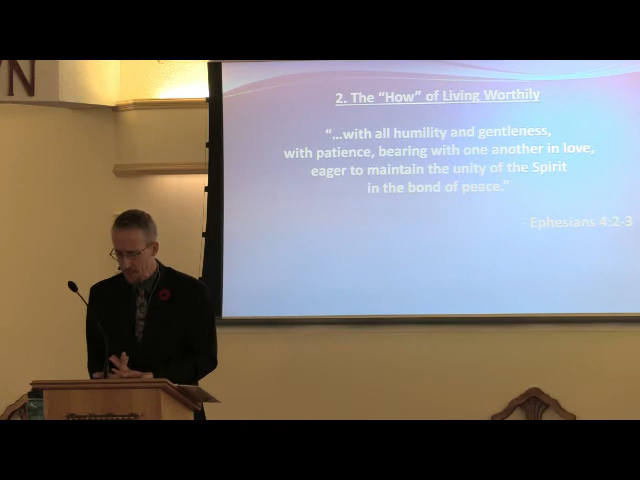 WN
2. The “How” of Living Worthily
“...with all humility and gentleness,
with patience, bearing with one another in love,
eager to maintain the unity of the Spirit
in the bond of peace.”
- Ephesians 4:2-3